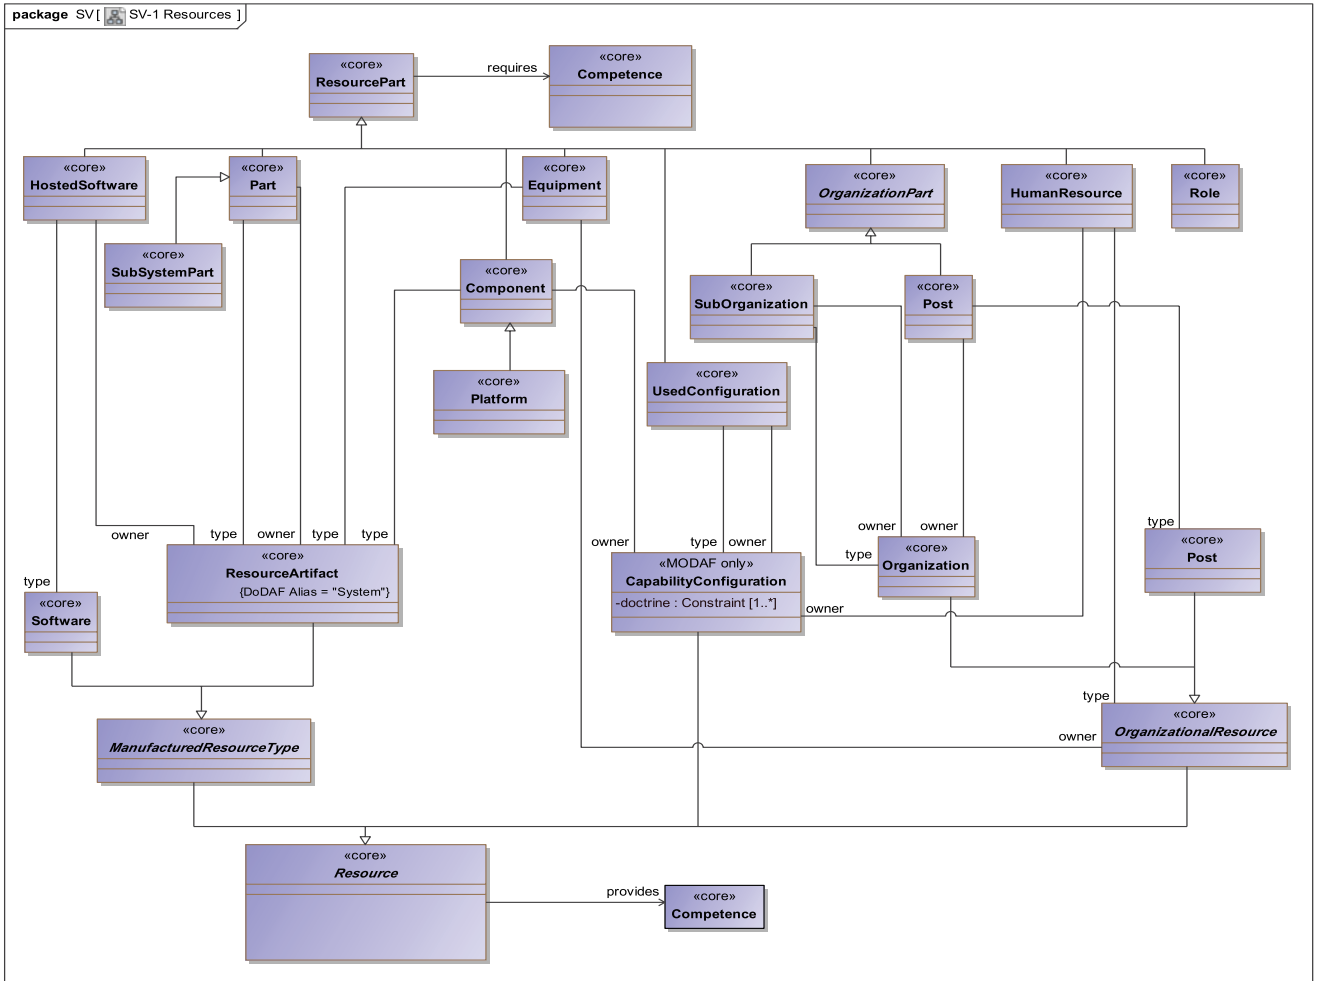 package SV [ SV-1 Resources ]
«core»
ResourcePart
requires
«core»
Competence
«core»
HostedSoftware
«core»
Part
«core»
Equipment
«core»
OrganizationPart
«core»
HumanResource
«core»
Role
«core»
SubSystemPart
«core»
Component
«core»
SubOrganization
«core»
Post
«core»
Platform
«core»
UsedConfiguration
owner
type
owner
type
type
owner
type
owner
owner
owner
type
type
«core»
ResourceArtifact
{DoDAF Alias = "System"}
«MODAF only»
CapabilityConfiguration
-doctrine : Constraint [1..*]
owner
«core»
Organization
«core»
Post
type
«core»
Software
type
owner
«core»
ManufacturedResourceType
«core»
OrganizationalResource
«core»
Resource
provides
«core»
Competence